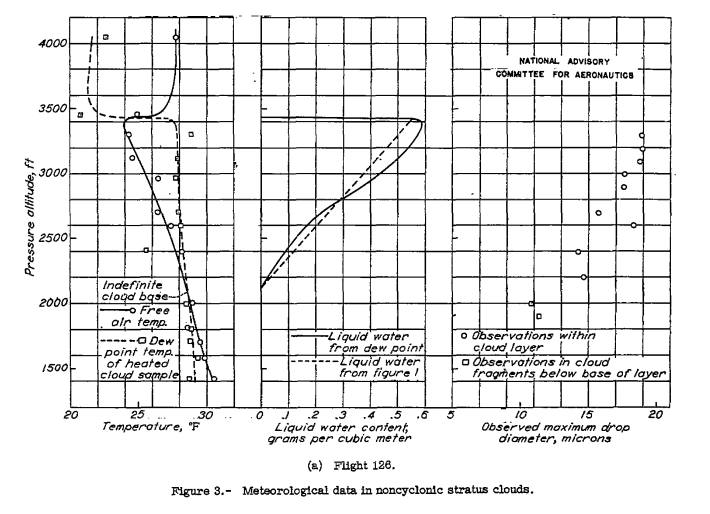 4000
3500
3000
2500
2000
1500
Pressure altitude, ft
Indefinite
cloud base
Free
air temp.
Dew
point temp.
of heated
cloud sample
20
.25
.30
Temperature, °F
Liquid water
from dew point
Liquid water
from figure 1
.0
.1
.2
.3
.4
.5
.6
Liquid water content,
grams per cubic meter
NATIONAL ADVISORY
COMMITTEE FOR AERONAUTICS
Observations within
cloud layer
Observations in cloud
fragments below base of layer
5
10
15
20
Observed maximum drop
diameter, microns
(a) Flight 126.
Figure 3.- Meteorological data in noncyclonic stratus clouds.